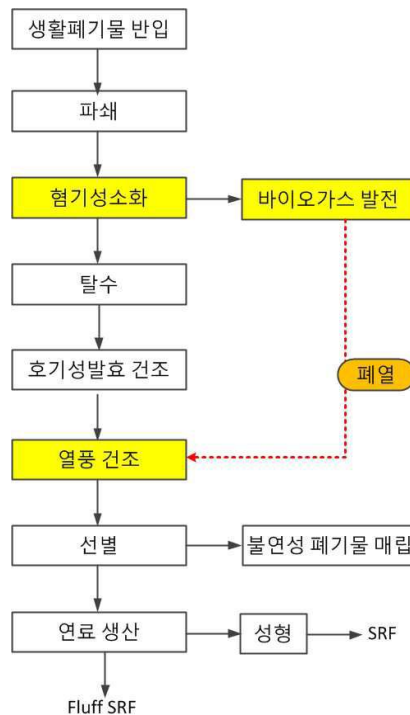 생활폐기물 반입
파쇄
혐기성소화
바이오가스 발전
탈수
호기성발효 건조
폐열
열풍 건조
선별
불연성 폐기물 매립
연료 생산
성형
SRF
Fluff SRF